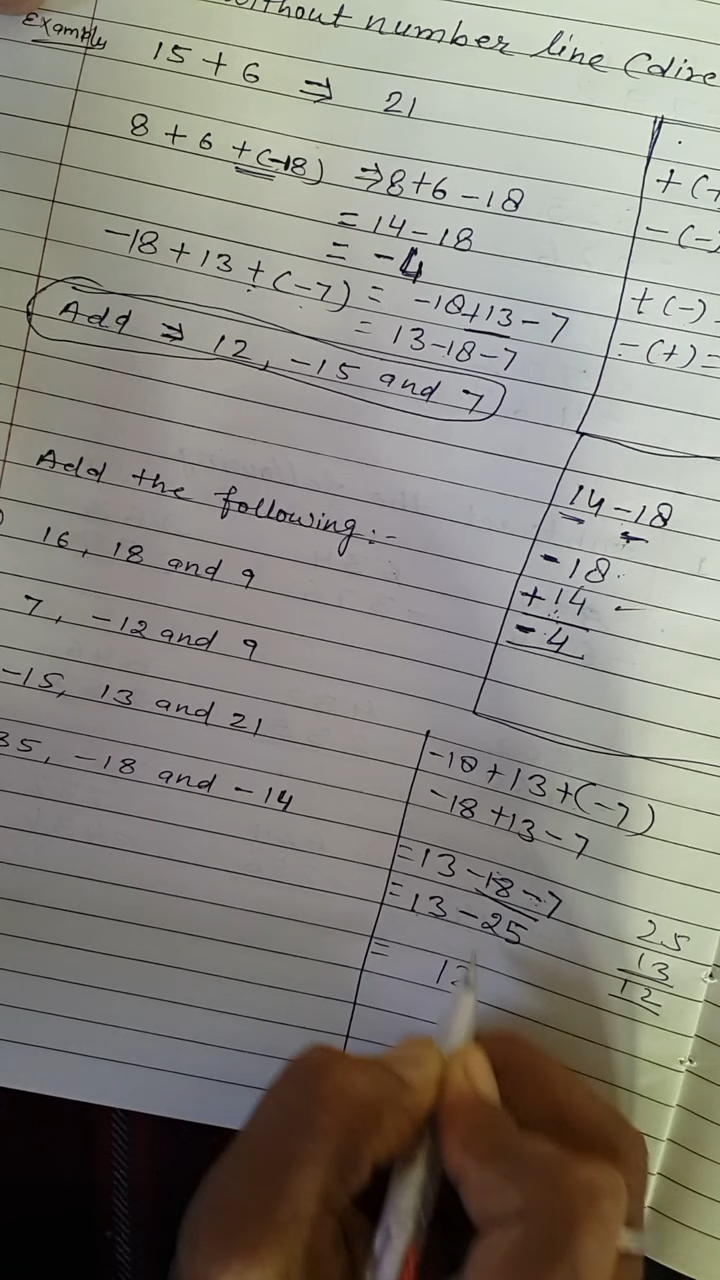 without number line (dire
Example
15 + 6 ⇒ 21
8 + 6 + (-18) ⇒ 8 + 6 - 18
= 14 - 18
= -4
-18 + 13 + (-7) = -18 + 13 - 7
= 13 - 18 - 7
Add ⇒ 12, -15 and 7
Add the following:-
16, 18 and 9
7, -12 and 9
-15, 13 and 21
35, -18 and -14
+ (+
- (-)
+ (-) =
- (+) =
14 - 18
- 18
+ 14
- 4
-18 + 13 + (-7)
-18 + 13 - 7
= 13 - 18 - 7
= 13 - 25
= 12
25
13
12